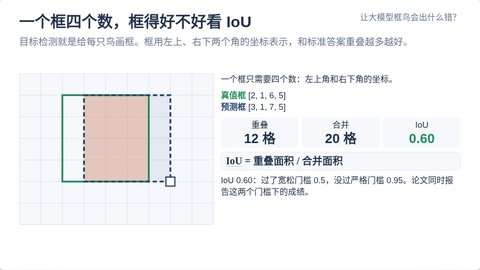 一个框四个数，框得好不好看 IoU
让大模型框鸟会出什么错？
目标检测就是给每只鸟画框。框用左上、右下两个角的坐标表示，和标准答案重叠越多越好。
一个框只需要四个数：左上角和右下角的坐标。
真值框 [2, 1, 6, 5]
预测框 [3, 1, 7, 5]
重叠 合并 IoU
12 格 20 格 0.60
IoU = 重叠面积 / 合并面积
IoU 0.60：过了宽松门槛 0.5，没过严格门槛 0.95。论文同时报
告这两个门槛下的成绩。